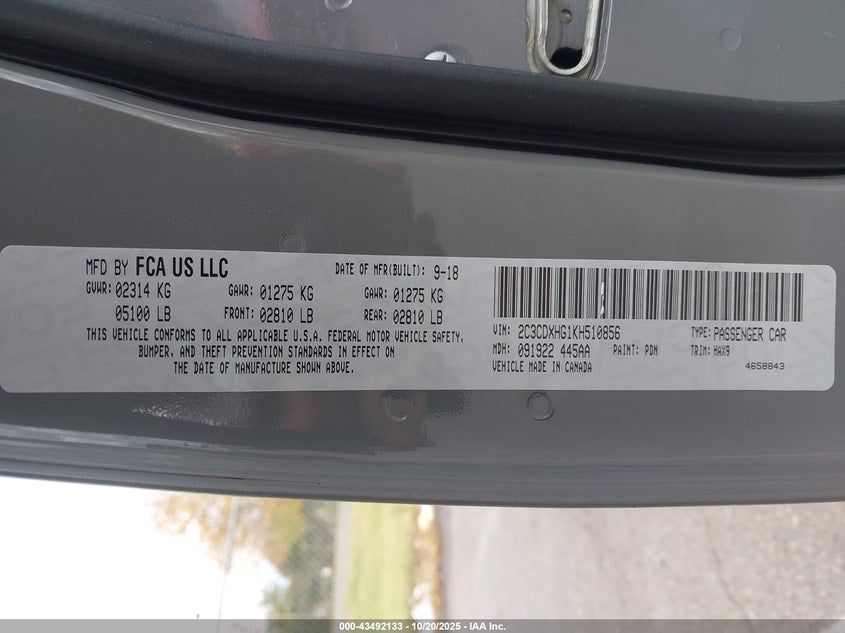 MFD BY FCA US LLC DATE OF MFR(BUILT): 9-18
GVWR: 02314 KG GAWR: 01275 KG GAWR: 01275 KG
05100 LB FRONT: 02810 LB REAR: 02810 LB
THIS VEHICLE CONFORMS TO ALL APPLICABLE U.S.A. FEDERAL MOTOR VEHICLE SAFETY,
BUMPER, AND THEFT PREVENTION STANDARDS IN EFFECT ON
THE DATE OF MANUFACTURE SHOWN ABOVE.
VIN: 2C3CDXHG1KH510856 TYPE: PASSENGER CAR
MDH: 091922 445AA PAINT: PDN TRIM: HAX9
VEHICLE MADE IN CANADA 4658843
000-43492133 - 10/20/2025 - IAA Inc.